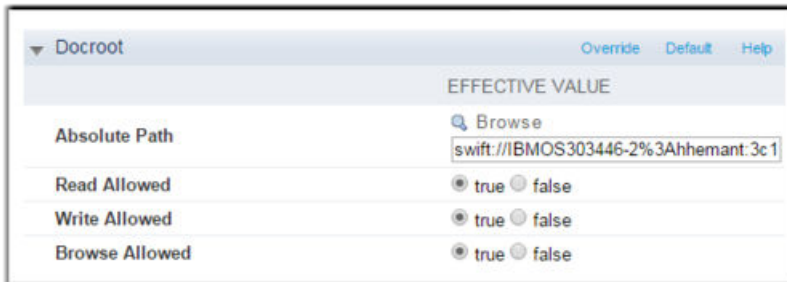 Docroot Override Default Help
EFFECTIVE VALUE
Absolute Path
Browse
swift://IBMOS303446-2%3Ahhemant:3c1
Read Allowed true false
Write Allowed true false
Browse Allowed true false